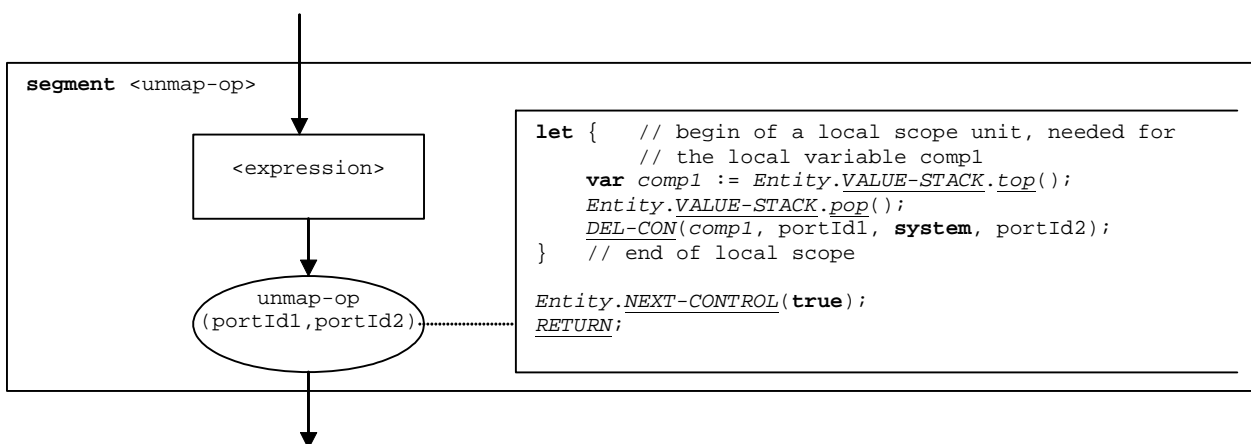 segment <unmap-op>
<expression>
unmap-op
(portId1,portId2)
let {   // begin of a local scope unit, needed for
        // the local variable comp1
    var comp1 := Entity.VALUE-STACK.top();
    Entity.VALUE-STACK.pop();
    DEL-CON(comp1, portId1, system, portId2);
}   // end of local scope
Entity.NEXT-CONTROL(true);
RETURN;